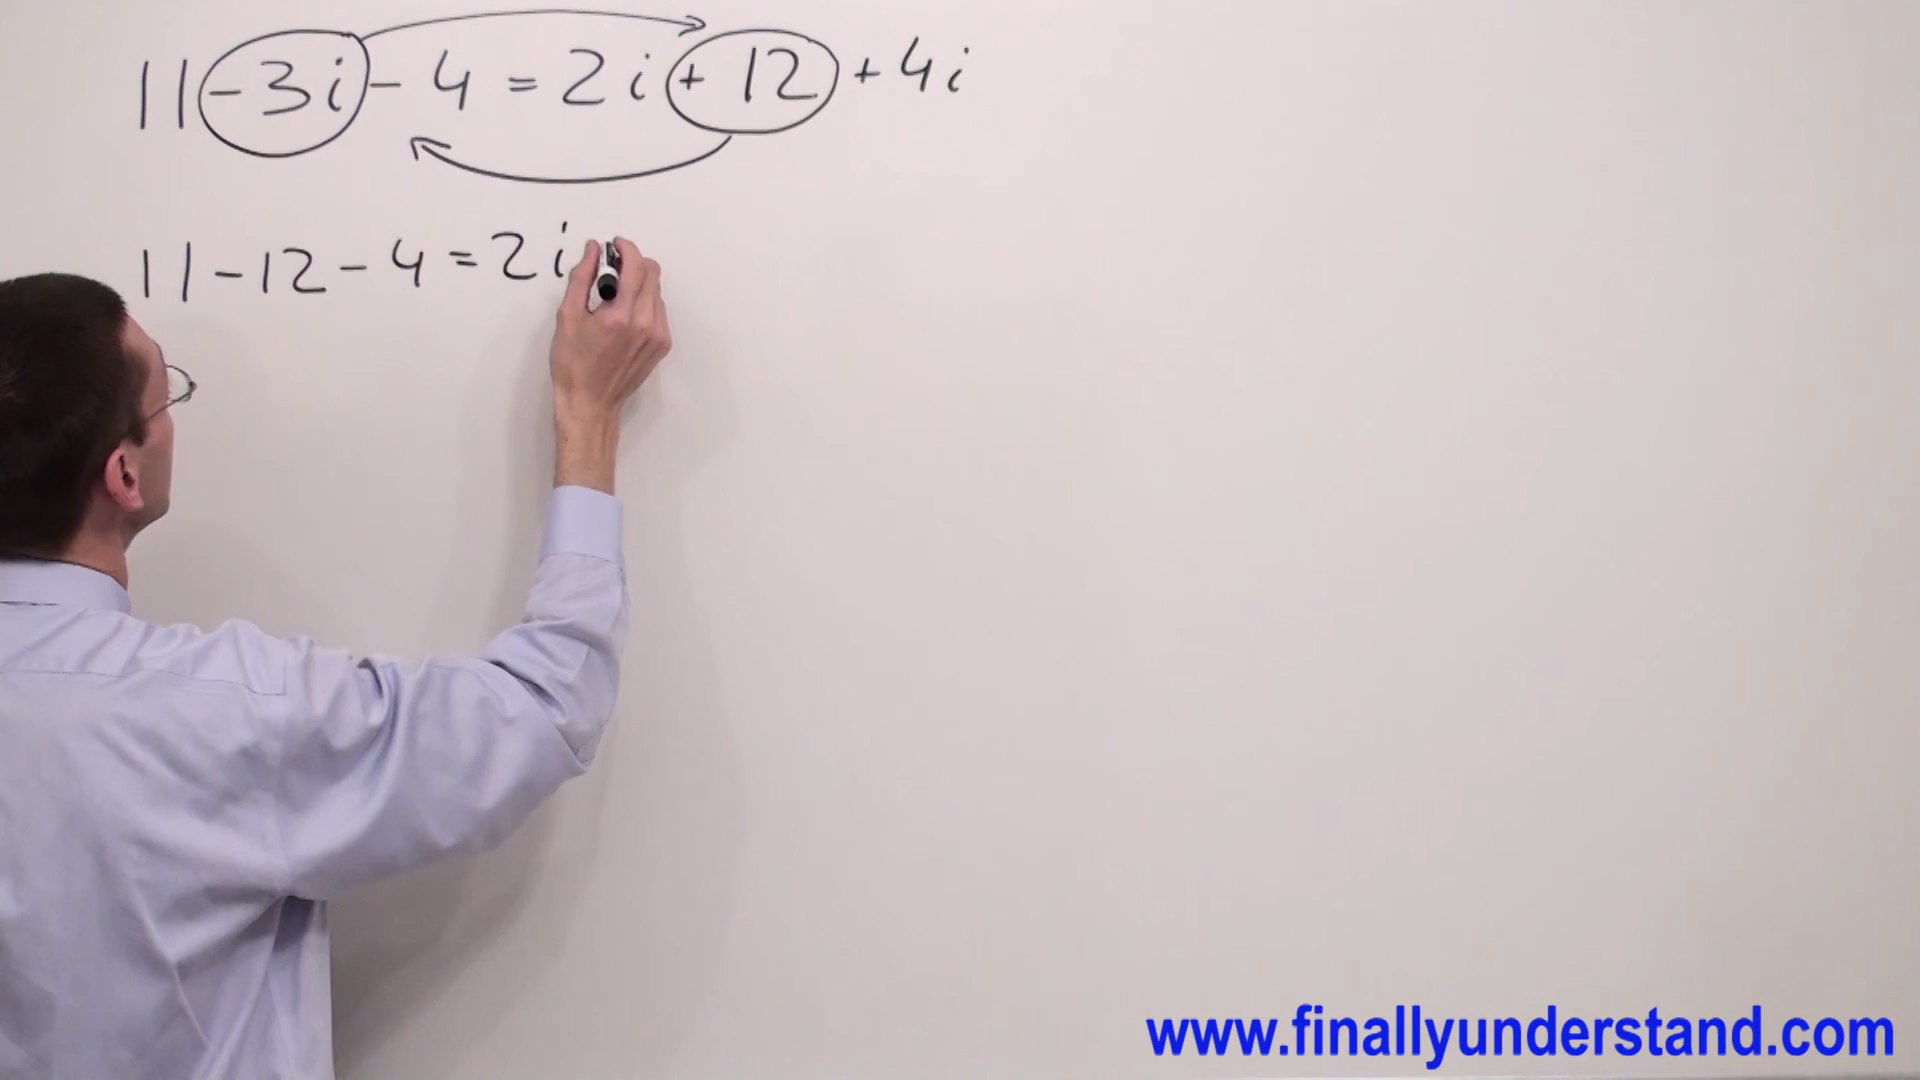 11 - 3i - 4 = 2i + 12 + 4i
11 - 12 - 4 = 2i
www.finallyunderstand.com